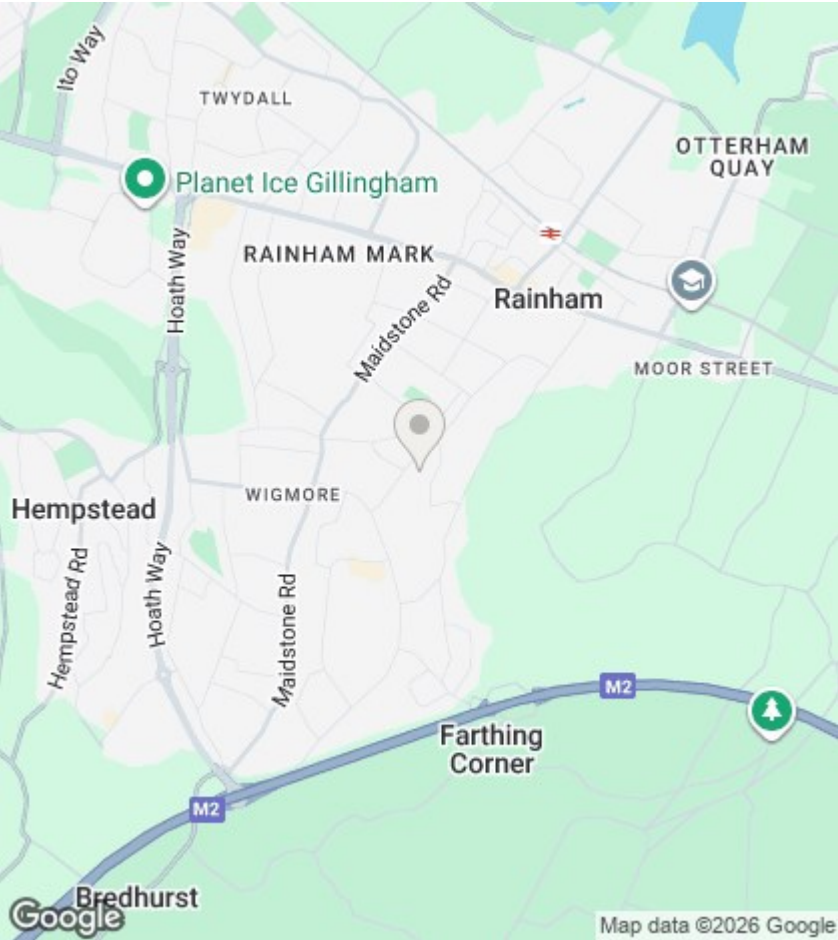 Ito Way
TWYDALL
OTTERHAM
QUAY
Planet Ice Gillingham
Hoath Way
RAINHAM MARK
Maidstone Rd
Rainham
MOOR STREET
WIGMORE
Hempstead
Hempstead Rd
Hoath Way
Maidstone Rd
M2
Farthing
Corner
M2
Bredhurst
Google
Map data ©2026 Google